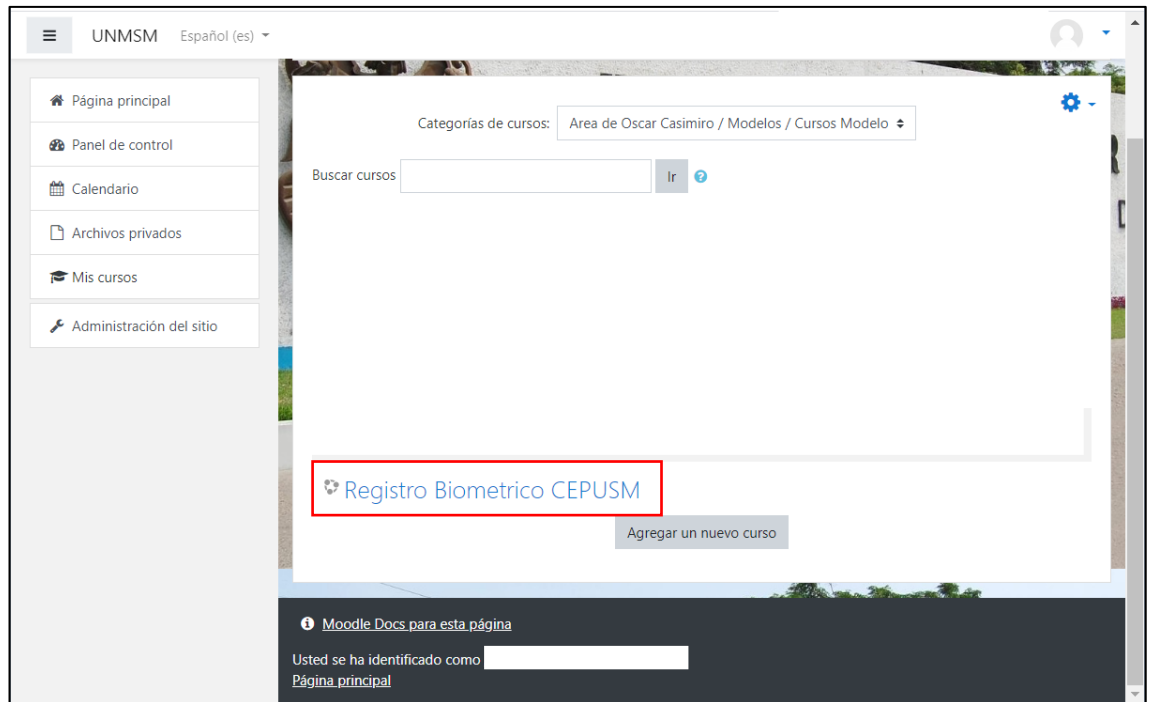 UNMSM Español (es)
Página principal
Panel de control
Calendario
Archivos privados
Mis cursos
Administración del sitio
Categorías de cursos: Area de Oscar Casimiro / Modelos / Cursos Modelo
Buscar cursos Ir ?
Registro Biometrico CEPUSM
Agregar un nuevo curso
Moodle Docs para esta página
Usted se ha identificado como
Página principal